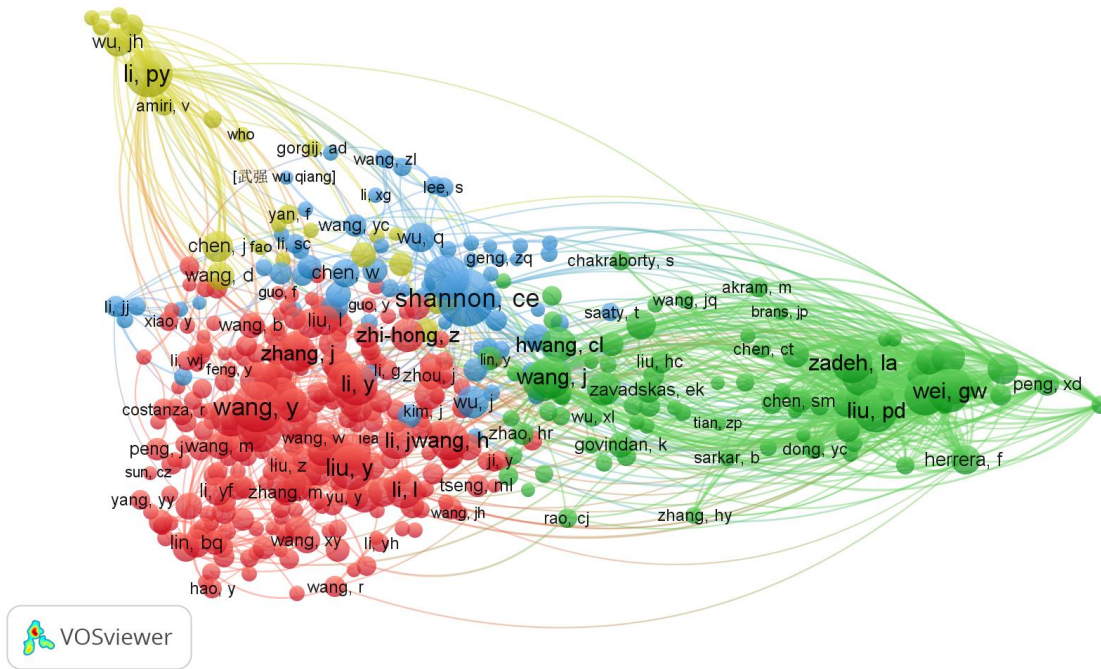 wu, jh
li, py
amiri, v
who
gorgij, ad
wang, zl
[武强 wu qiang]
li, xg
lee, s
yan, f
wang, yc
chen, j
fao
li, sc
wu, q
geng, zq
chakraborty, s
wang, d
chen, w
akram, m
guo, f
guo, y
shannon, ce
wang, jq
brans, jp
li, jj
saaty, t
xiao, y
wang, b
liu, l
zhi-hong, z
hwang, cl
zhang, j
lin, y
liu, hc
chen, ct
zadeh, la
li, wj
feng, y
li, y
li, g
zhou, j
wang, j
zavadskas, ek
wei, gw
peng, xd
costanza, r
wang, y
kim, j
wu, j
wu, xl
chen, sm
liu, pd
tian, zp
peng, j
wang, m
wang, w
iea
li, j
wang, h
zhao, hr
govindan, k
dong, yc
sun, cz
liu, z
liu, y
ji, y
sarkar, b
herrera, f
yang, yy
li, yf
zhang, m
yu, y
li, l
tseng, ml
wang, jh
rao, cj
zhang, hy
lin, bq
wang, xy
li, yh
hao, y
wang, r
VOSviewer